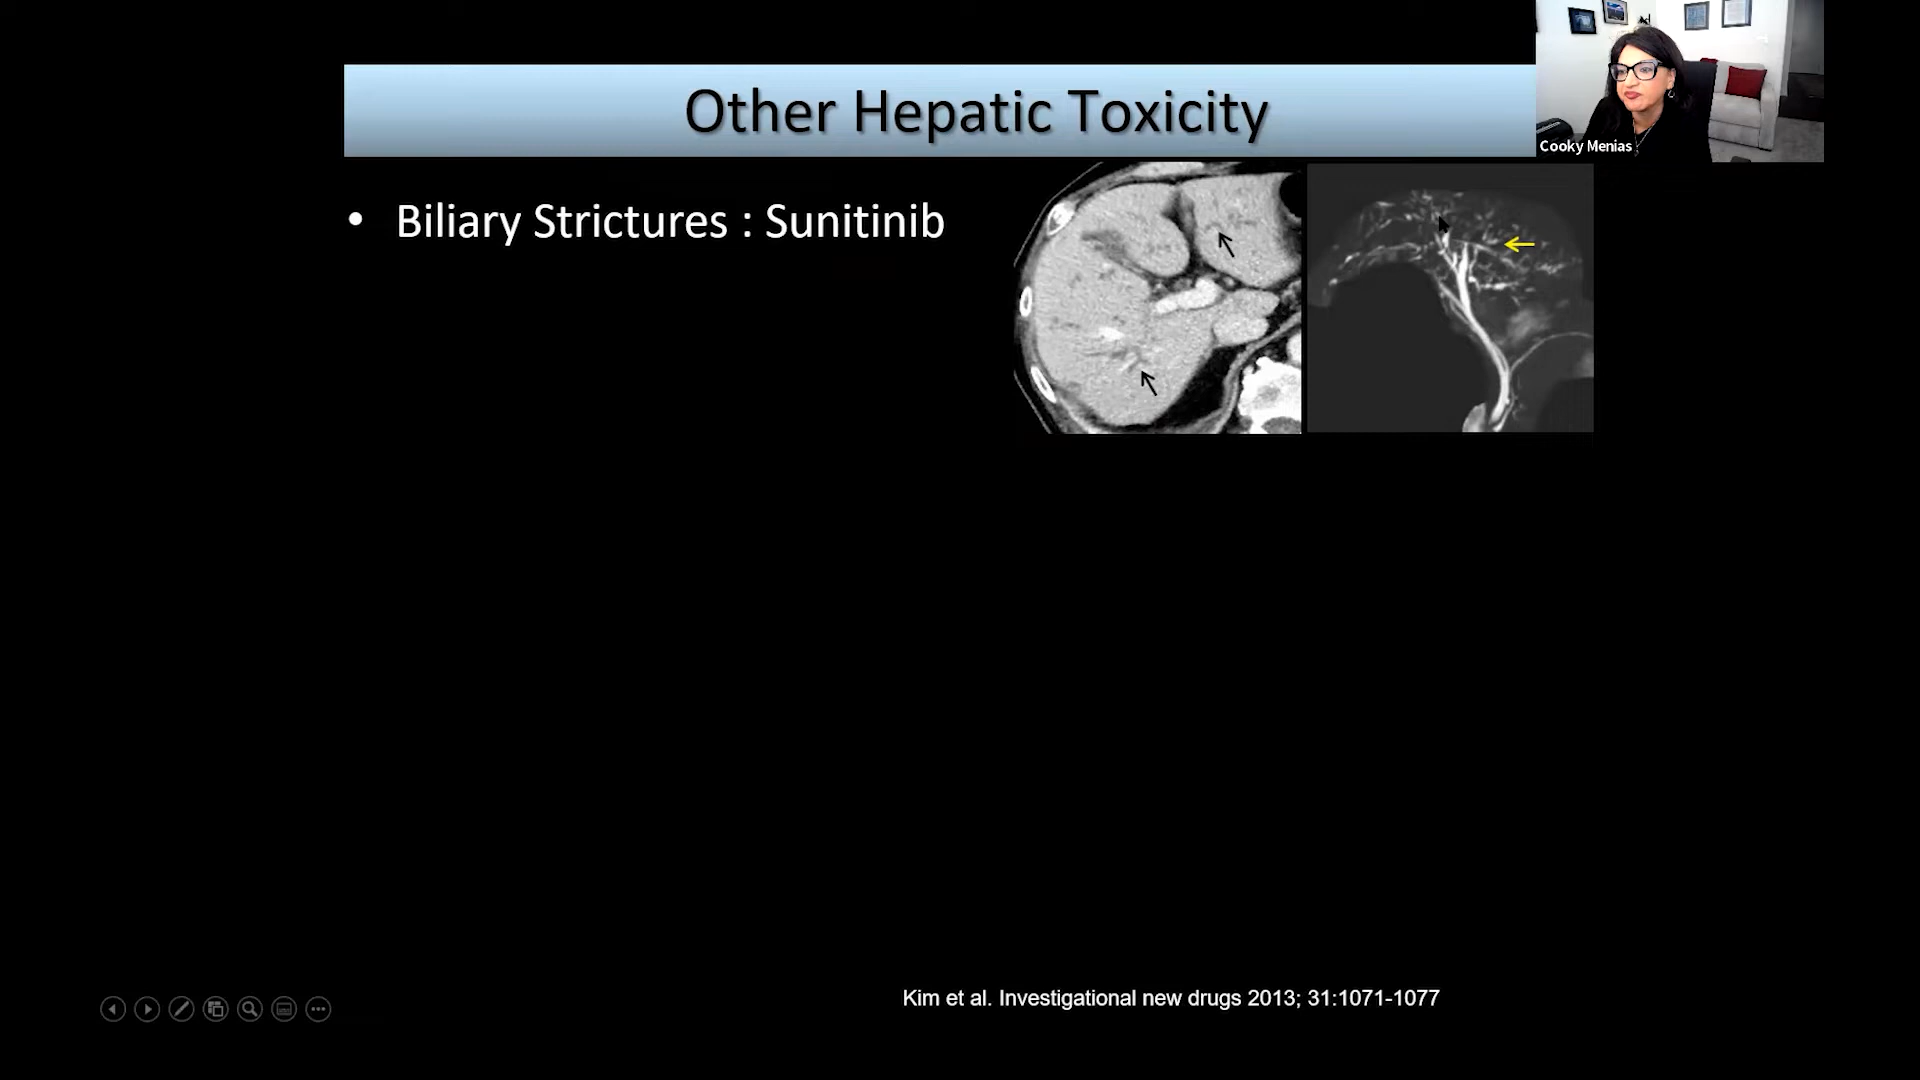 Other Hepatic Toxicity
Cooky Menias
• Biliary Strictures : Sunitinib
Kim et al. Investigational new drugs 2013; 31:1071-1077